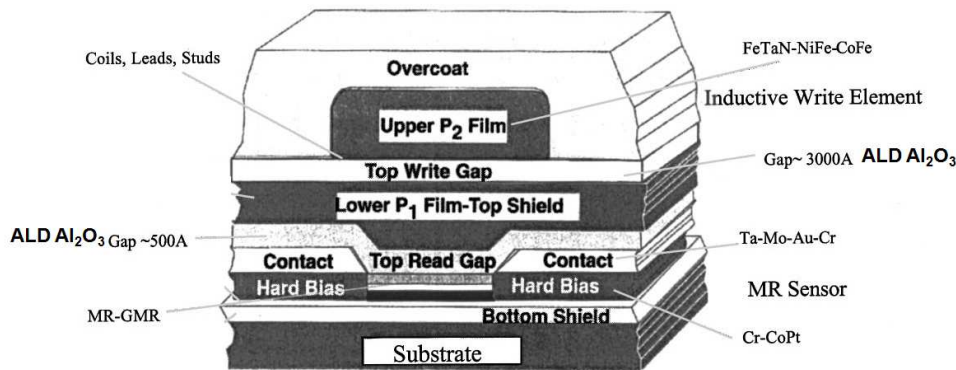 FeTaN-NiFe-CoFe
Coils, Leads, Studs
Overcoat
Inductive Write Element
Upper P₂ Film
Gap~ 3000A ALD Al₂O₃
Top Write Gap
Lower P₁ Film-Top Shield
ALD Al₂O₃ Gap ~500A
Ta-Mo-Au-Cr
Contact
Top Read Gap
Contact
Hard Bias
Hard Bias
MR Sensor
MR-GMR
Bottom Shield
Cr-CoPt
Substrate